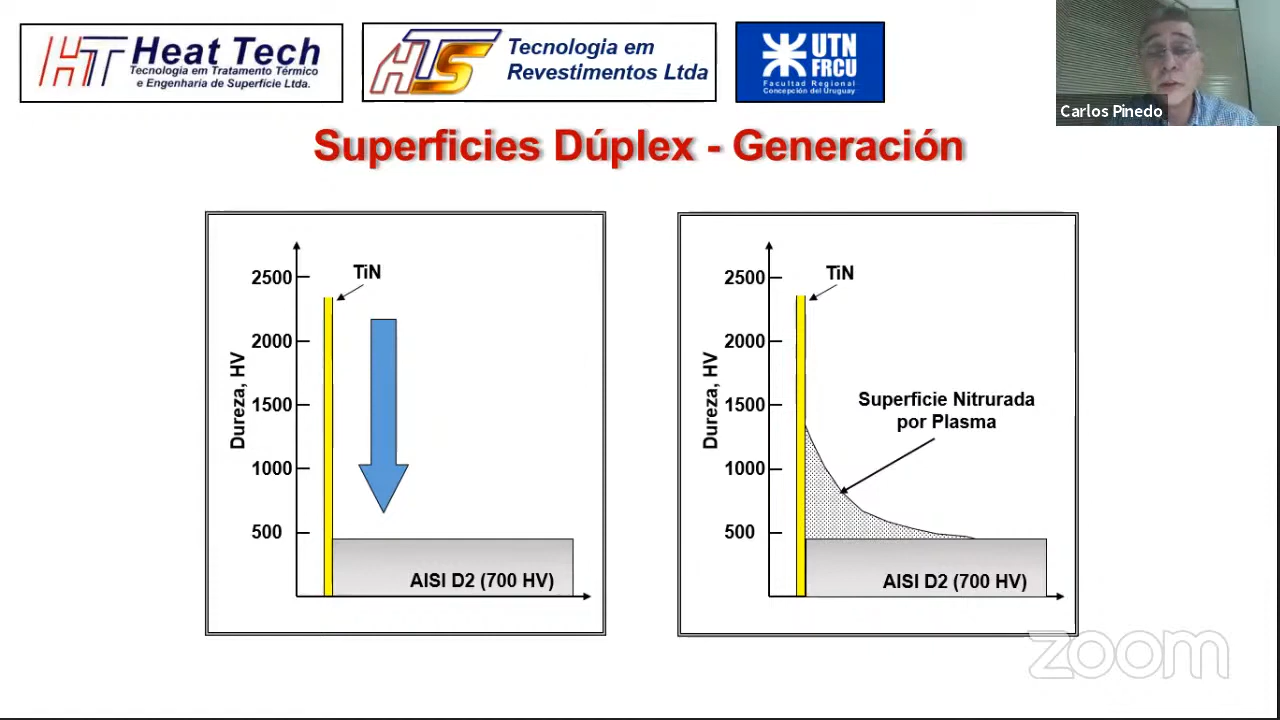 HT Heat Tech
Tecnologia em Tratamento Térmico
e Engenharia de Superfície Ltda.
HTS
Tecnologia em
Revestimentos Ltda
UTN
FRCU
Facultad Regional
Concepción del Uruguay
Carlos Pinedo
Superficies Dúplex - Generación
2500
2000
1500
1000
500
Dureza, HV
TiN
AISI D2 (700 HV)
2500
2000
1500
1000
500
Dureza, HV
TiN
Superficie Nitrurada
por Plasma
AISI D2 (700 HV)
zoom